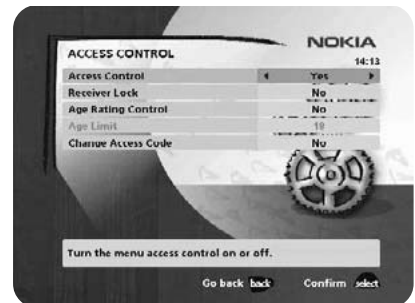 NOKIA
ACCESS CONTROL 14:13
Access Control Yes
Receiver Lock No
Age Rating Control No
Age Limit 18
Change Access Code No
Turn the menu access control on or off.
Go back back Confirm select